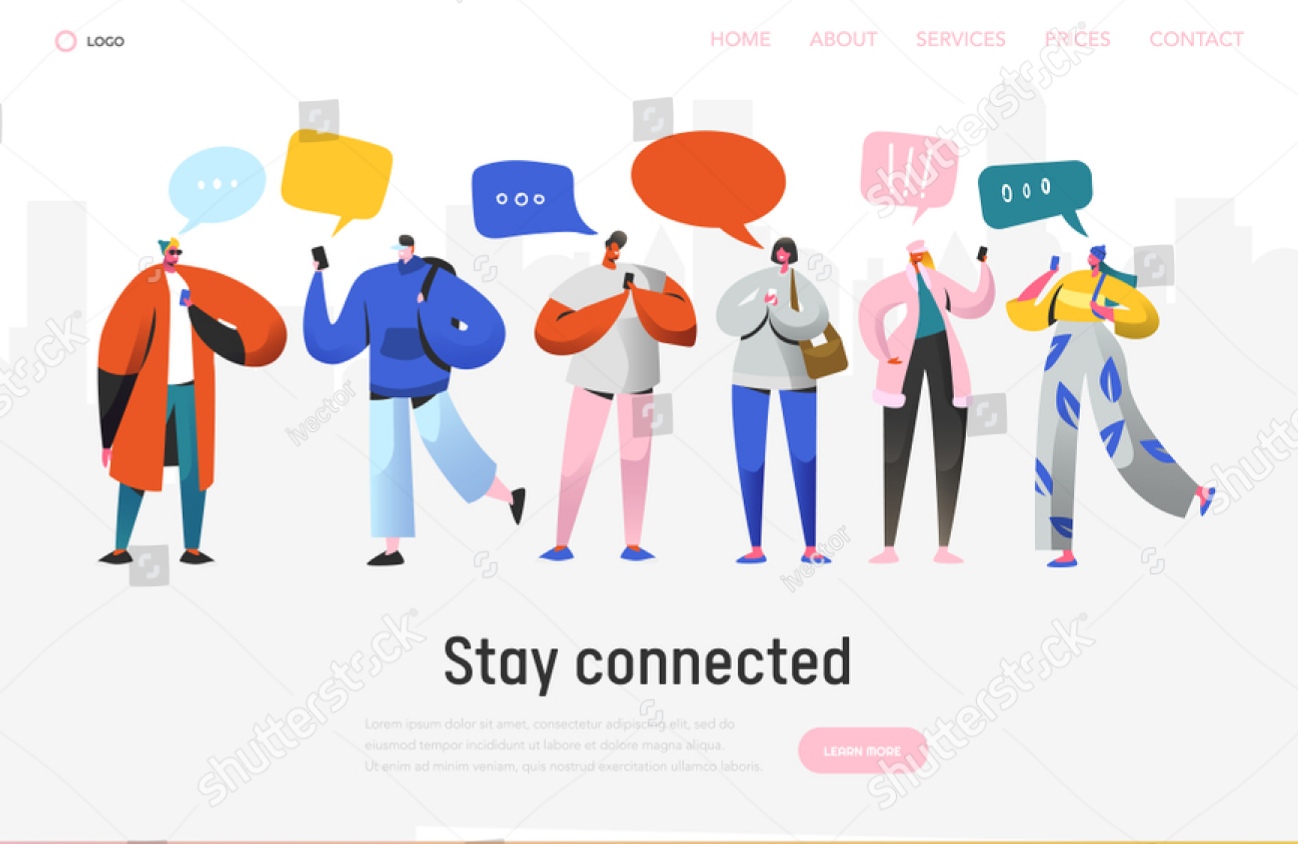 LOGO
HOME ABOUT SERVICES PRICES CONTACT
!!!
Stay connected
Lorem ipsum dolor sit amet, consectetur adipiscing elit, sed do
eiusmod tempor incididunt ut labore et dolore magna aliqua.
Ut enim ad minim veniam, quis nostrud exercitation ullamco laboris.
LEARN MORE
shutterstock
shutterstock
shutterstock
shutterstock
shutterstock
ivector
ivector